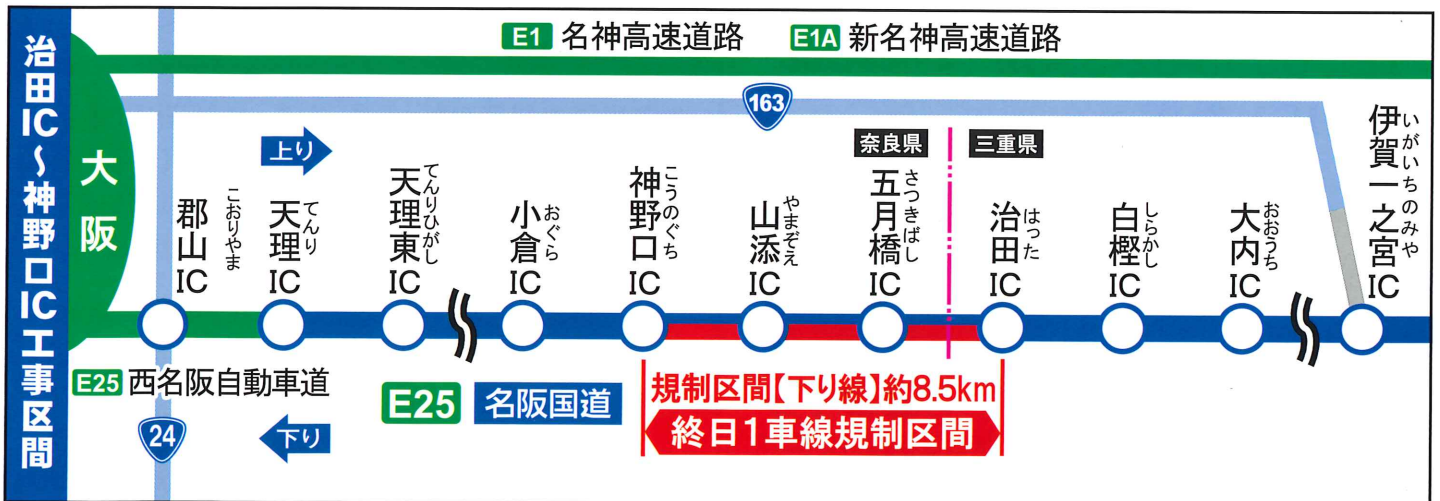 治田IC～神野口IC工事区間
E1 名神高速道路 E1A 新名神高速道路
163
大阪
上り
奈良県 三重県
郡山IC こおりやま
天理IC てんり
天理東IC てんりひがし
小倉IC おぐら
神野口IC こうのぐち
山添IC やまぞえ
五月橋IC さつきばし
治田IC はった
白樫IC しらかし
大内IC おおうち
伊賀一之宮IC いがいちのみや
E25 西名阪自動車道
E25 名阪国道
24
下り
規制区間【下り線】約8.5km
終日1車線規制区間